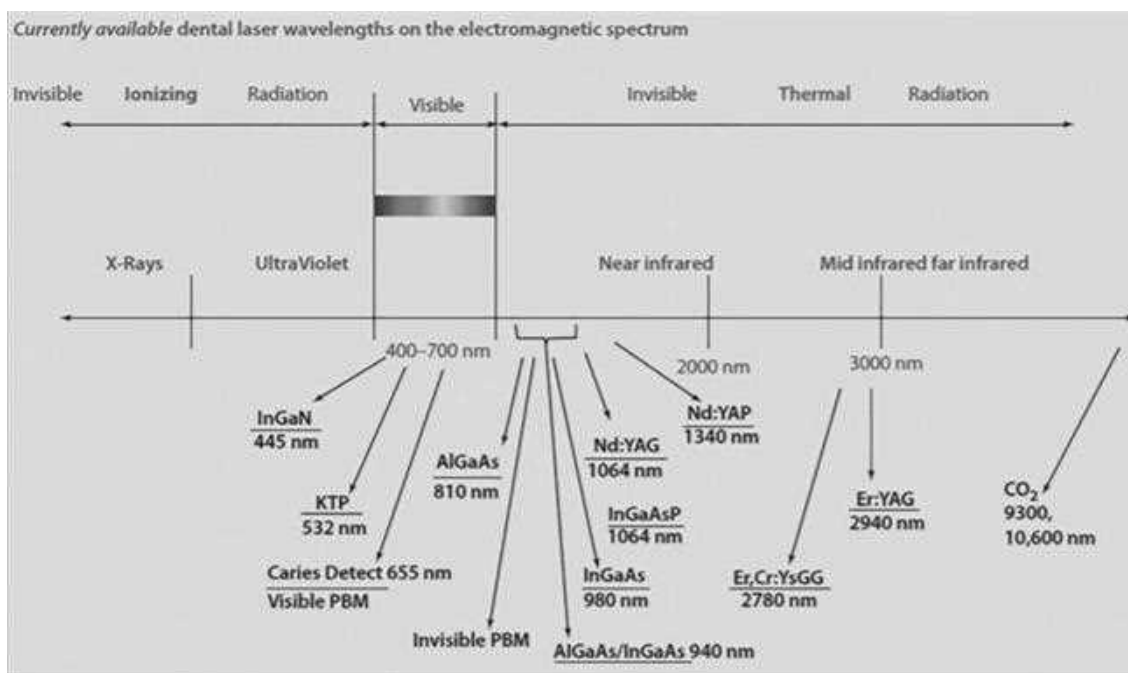 Currently available dental laser wavelengths on the electromagnetic spectrum
Invisible Ionizing Radiation Visible Invisible Thermal Radiation
X-Rays UltraViolet Near infrared Mid infrared far infrared
400–700 nm 2000 nm 3000 nm
InGaN
445 nm
KTP
532 nm
Caries Detect 655 nm
Visible PBM
AlGaAs
810 nm
Invisible PBM
AlGaAs/InGaAs 940 nm
InGaAs
980 nm
Nd:YAG
1064 nm
InGaAsP
1064 nm
Nd:YAP
1340 nm
Er,Cr:YsGG
2780 nm
Er:YAG
2940 nm
CO2
9300,
10,600 nm